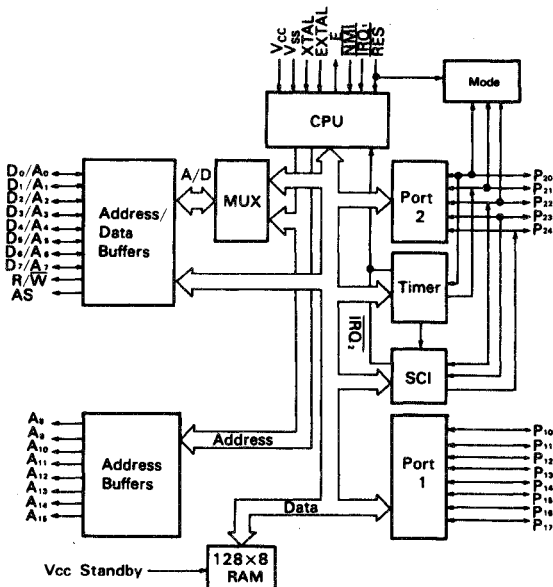 Vcc
Vss
XTAL
EXTAL
E
NMI
IRQ₁
RES
Mode
CPU
D₀/A₀
D₁/A₁
D₂/A₂
D₃/A₃
D₄/A₄
D₅/A₅
D₆/A₆
D₇/A₇
R/W
AS
Address/
Data
Buffers
A/D
MUX
Port
2
P₂₀
P₂₁
P₂₂
P₂₃
P₂₄
Timer
IRQ₂
SCI
A₈
A₉
A₁₀
A₁₁
A₁₂
A₁₃
A₁₄
A₁₅
Address
Buffers
Address
Data
Port
1
P₁₀
P₁₁
P₁₂
P₁₃
P₁₄
P₁₅
P₁₆
P₁₇
Vcc Standby
128×8
RAM